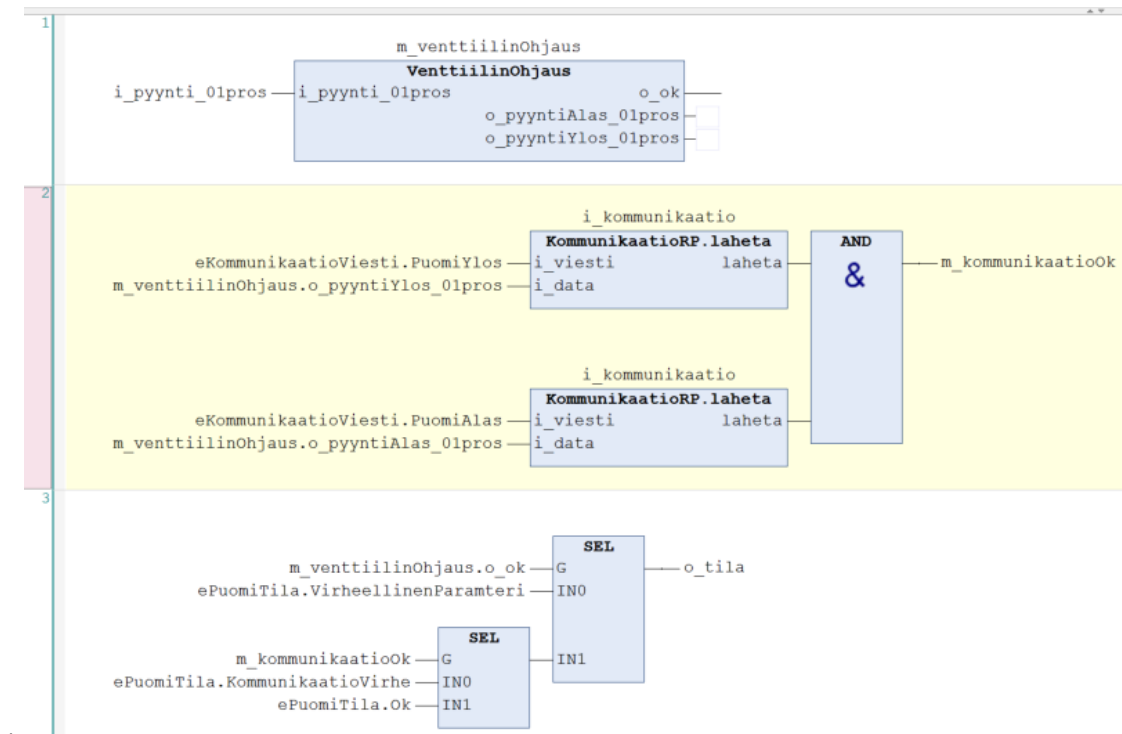 1
m_venttiilinOhjaus
VenttiilinOhjaus
i_pyynti_01pros i_pyynti_01pros o_ok
o_pyyntiAlas_01pros
o_pyyntiYlos_01pros
2
i_kommunikaatio
KommunikaatioRP.laheta AND
eKommunikaatioViesti.PuomiYlos i_viesti laheta & m_kommunikaatioOk
m_venttiilinOhjaus.o_pyyntiYlos_01pros i_data
i_kommunikaatio
KommunikaatioRP.laheta
eKommunikaatioViesti.PuomiAlas i_viesti laheta
m_venttiilinOhjaus.o_pyyntiAlas_01pros i_data
3
SEL
m_venttiilinOhjaus.o_ok G o_tila
ePuomiTila.VirheellinenParamteri IN0
SEL
m_kommunikaatioOk G IN1
ePuomiTila.KommunikaatioVirhe IN0
ePuomiTila.Ok IN1